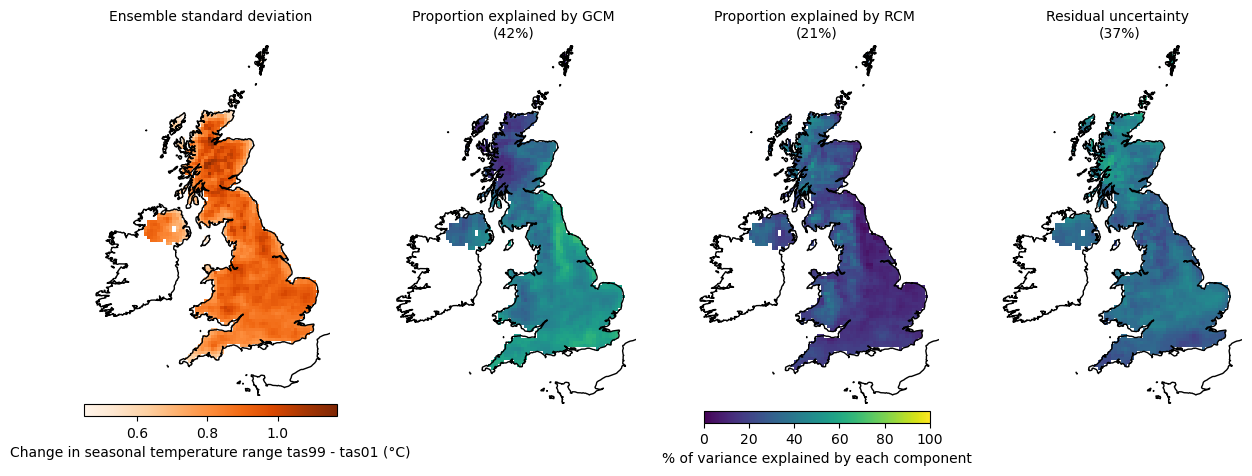 Ensemble standard deviation
Proportion explained by GCM
(42%)
Proportion explained by RCM
(21%)
Residual uncertainty
(37%)
0.6 0.8 1.0
Change in seasonal temperature range tas99 - tas01 (°C)
0 20 40 60 80 100
% of variance explained by each component